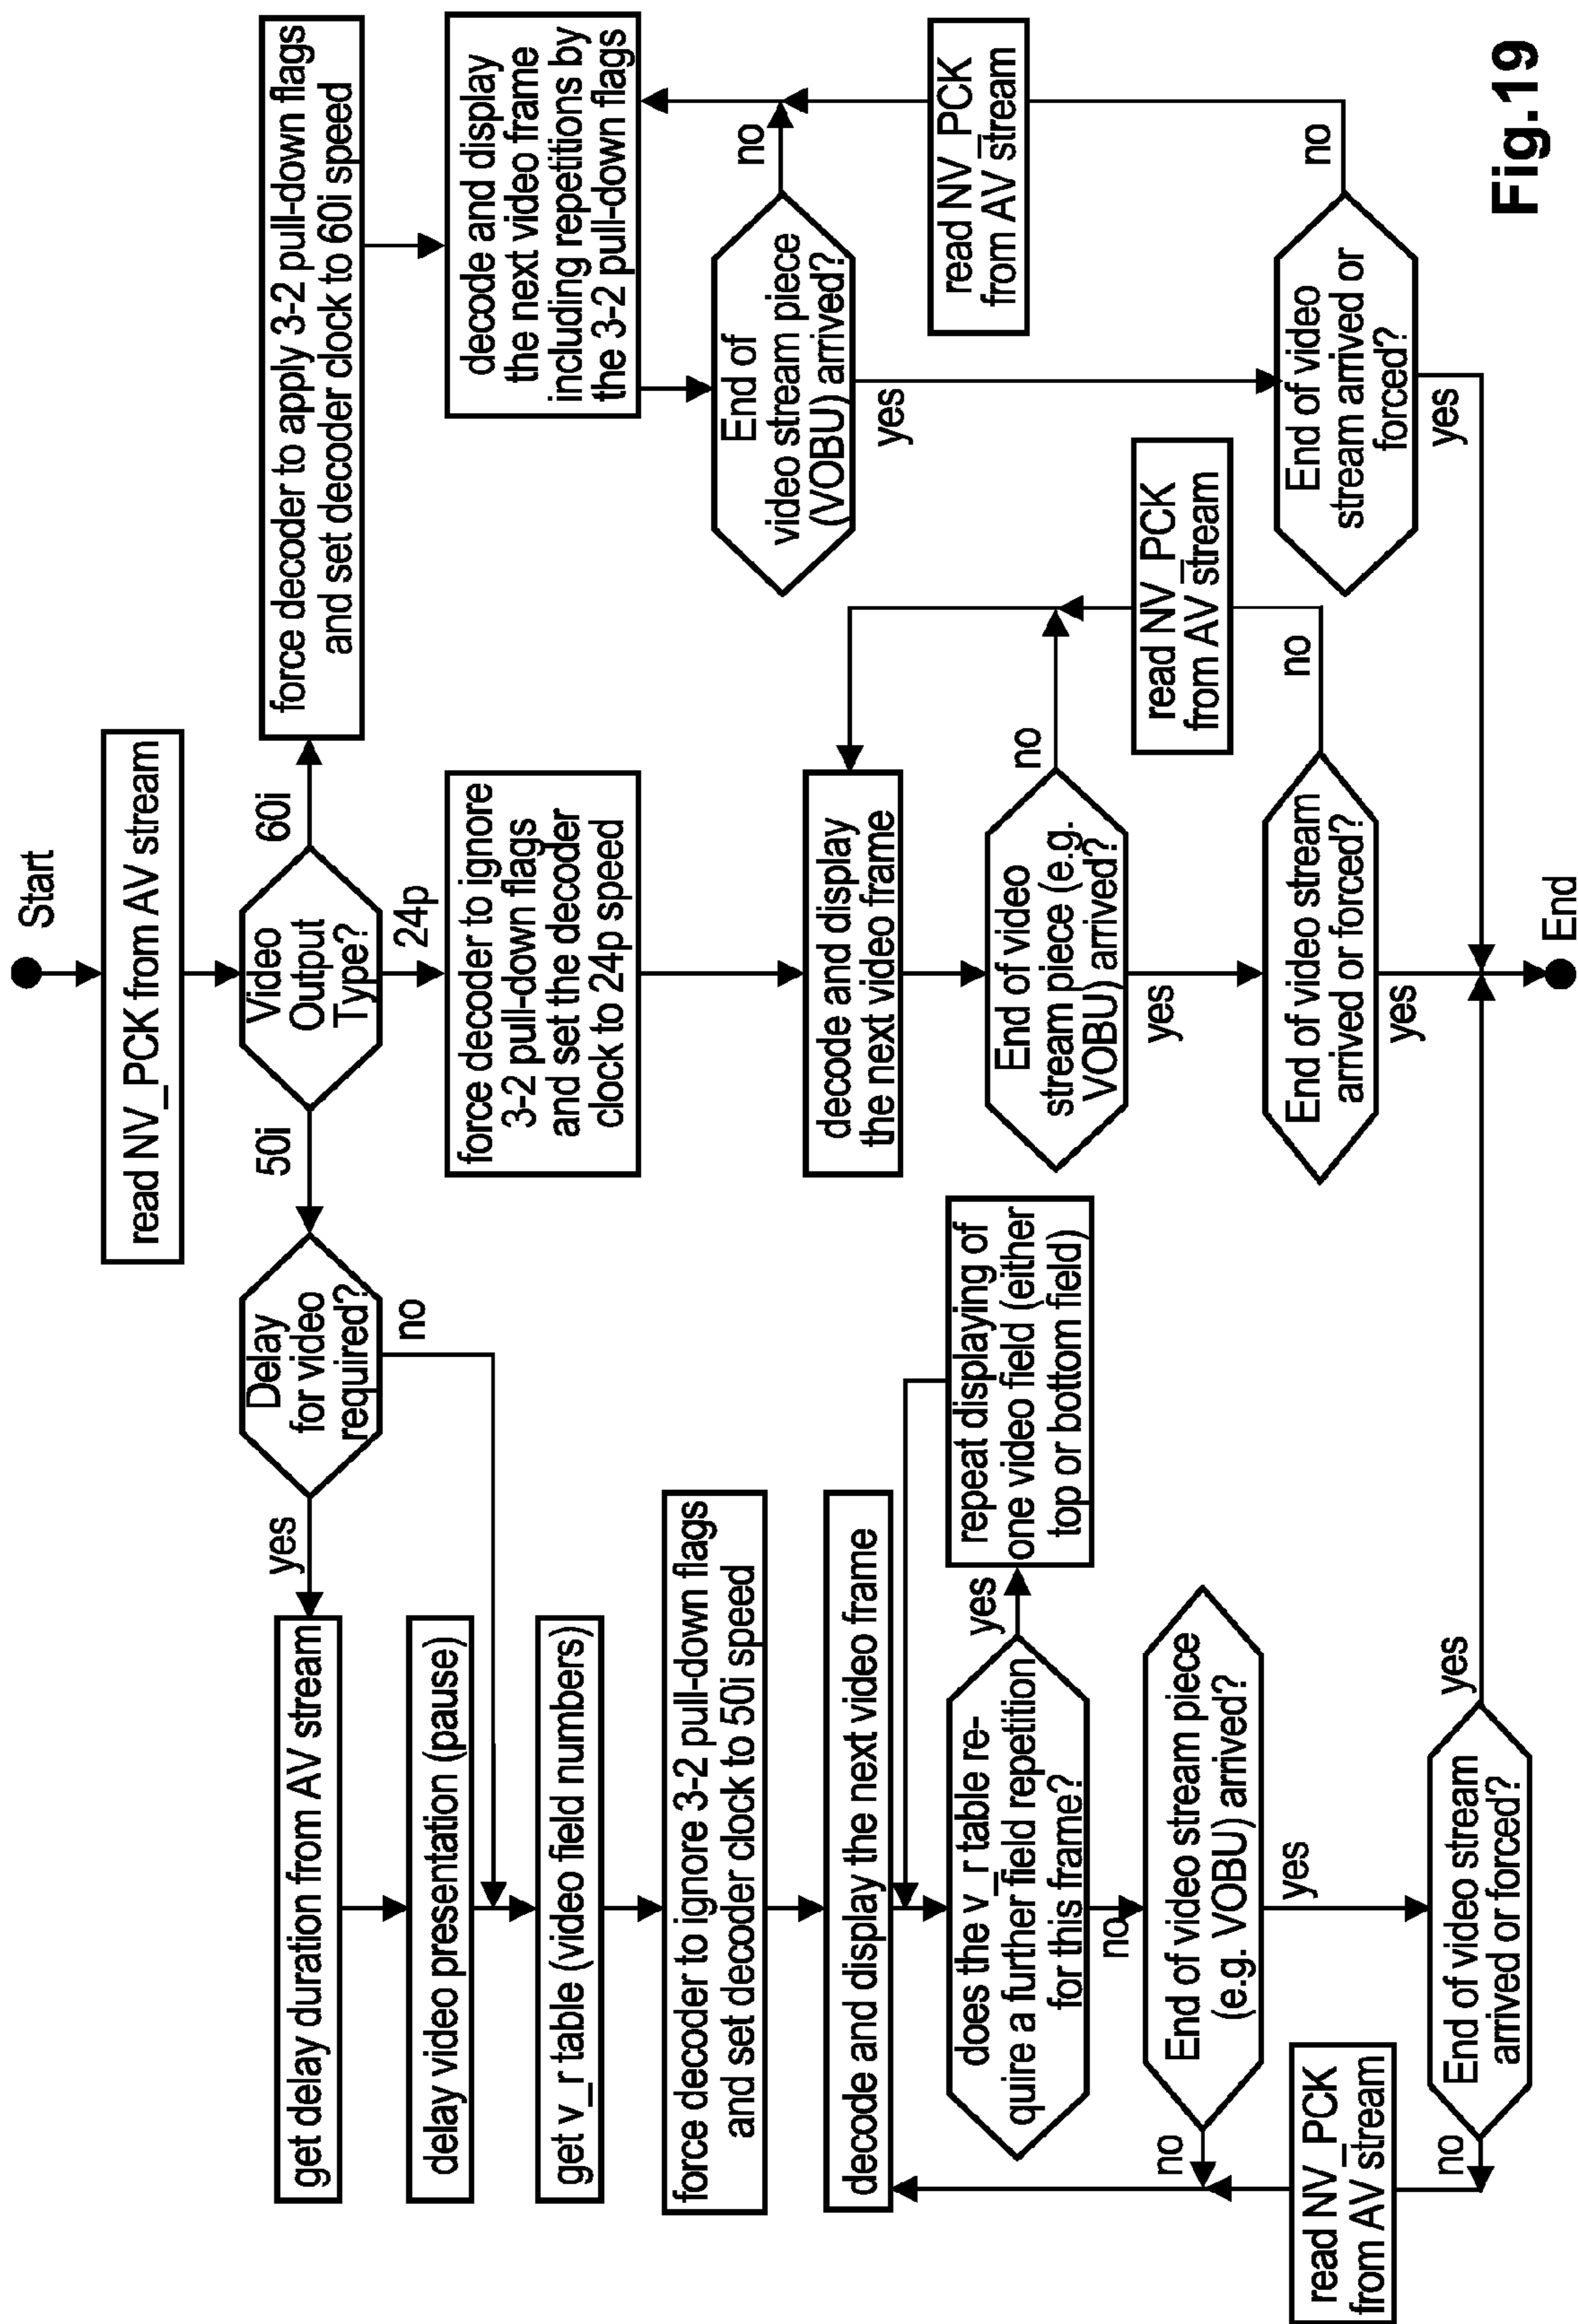 Start
read NV_PCK from AV stream
Video
Output
Type?
50i
24p
60i
Delay
for video
required?
yes
no
get delay duration from AV stream
delay video presentation (pause)
get v_r table (video field numbers)
force decoder to ignore 3-2 pull-down flags
and set decoder clock to 50i speed
decode and display the next video frame
does the v_r table re-
quire a further field repetition
for this frame?
yes
no
repeat displaying of
one video field (either
top or bottom field)
End of video stream piece
(e.g. VOBU) arrived?
no
yes
read NV_PCK
from AV stream
End of video stream
arrived or forced?
no
yes
force decoder to ignore
3-2 pull-down flags
and set the decoder
clock to 24p speed
decode and display
the next video frame
End of video
stream piece (e.g.
VOBU) arrived?
no
yes
read NV_PCK
from AV stream
End of video stream
arrived or forced?
no
yes
force decoder to apply 3-2 pull-down flags
and set decoder clock to 60i speed
decode and display
the next video frame
including repetitions by
the 3-2 pull-down flags
End of
video stream piece
(VOBU) arrived?
no
yes
read NV_PCK
from AV stream
End of video
stream arrived or
forced?
no
yes
End
Fig.19